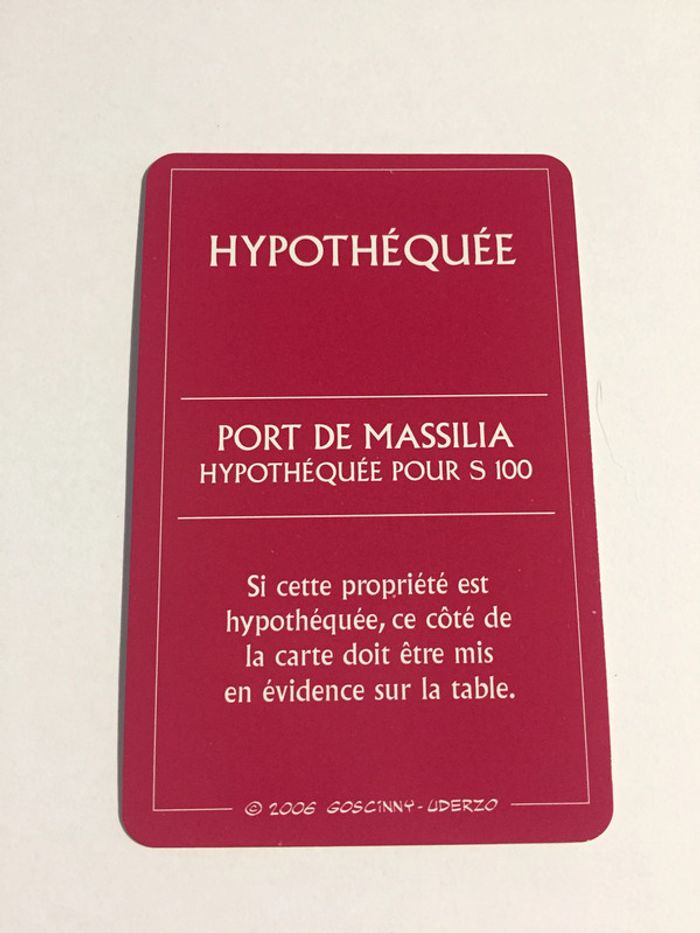 HYPOTHÉQUÉE
PORT DE MASSILIA
HYPOTHÉQUÉE POUR S 100
Si cette propriété est
hypothéquée, ce côté de
la carte doit être mis
en évidence sur la table.
© 2006 GOSCINNY - UDERZO